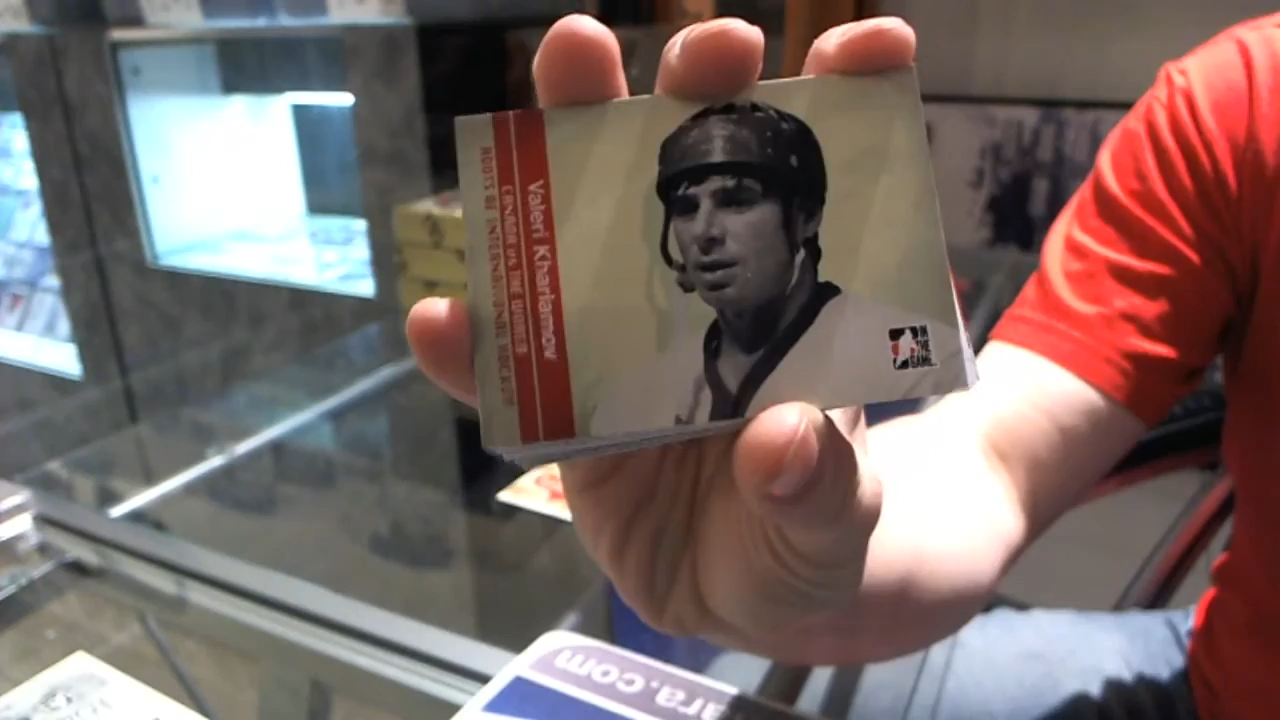 Valeri Kharlamov
CANADA vs THE WORLD
ROOTS OF INTERNATIONAL HOCKEY
IN
THE
GAME
ara.com